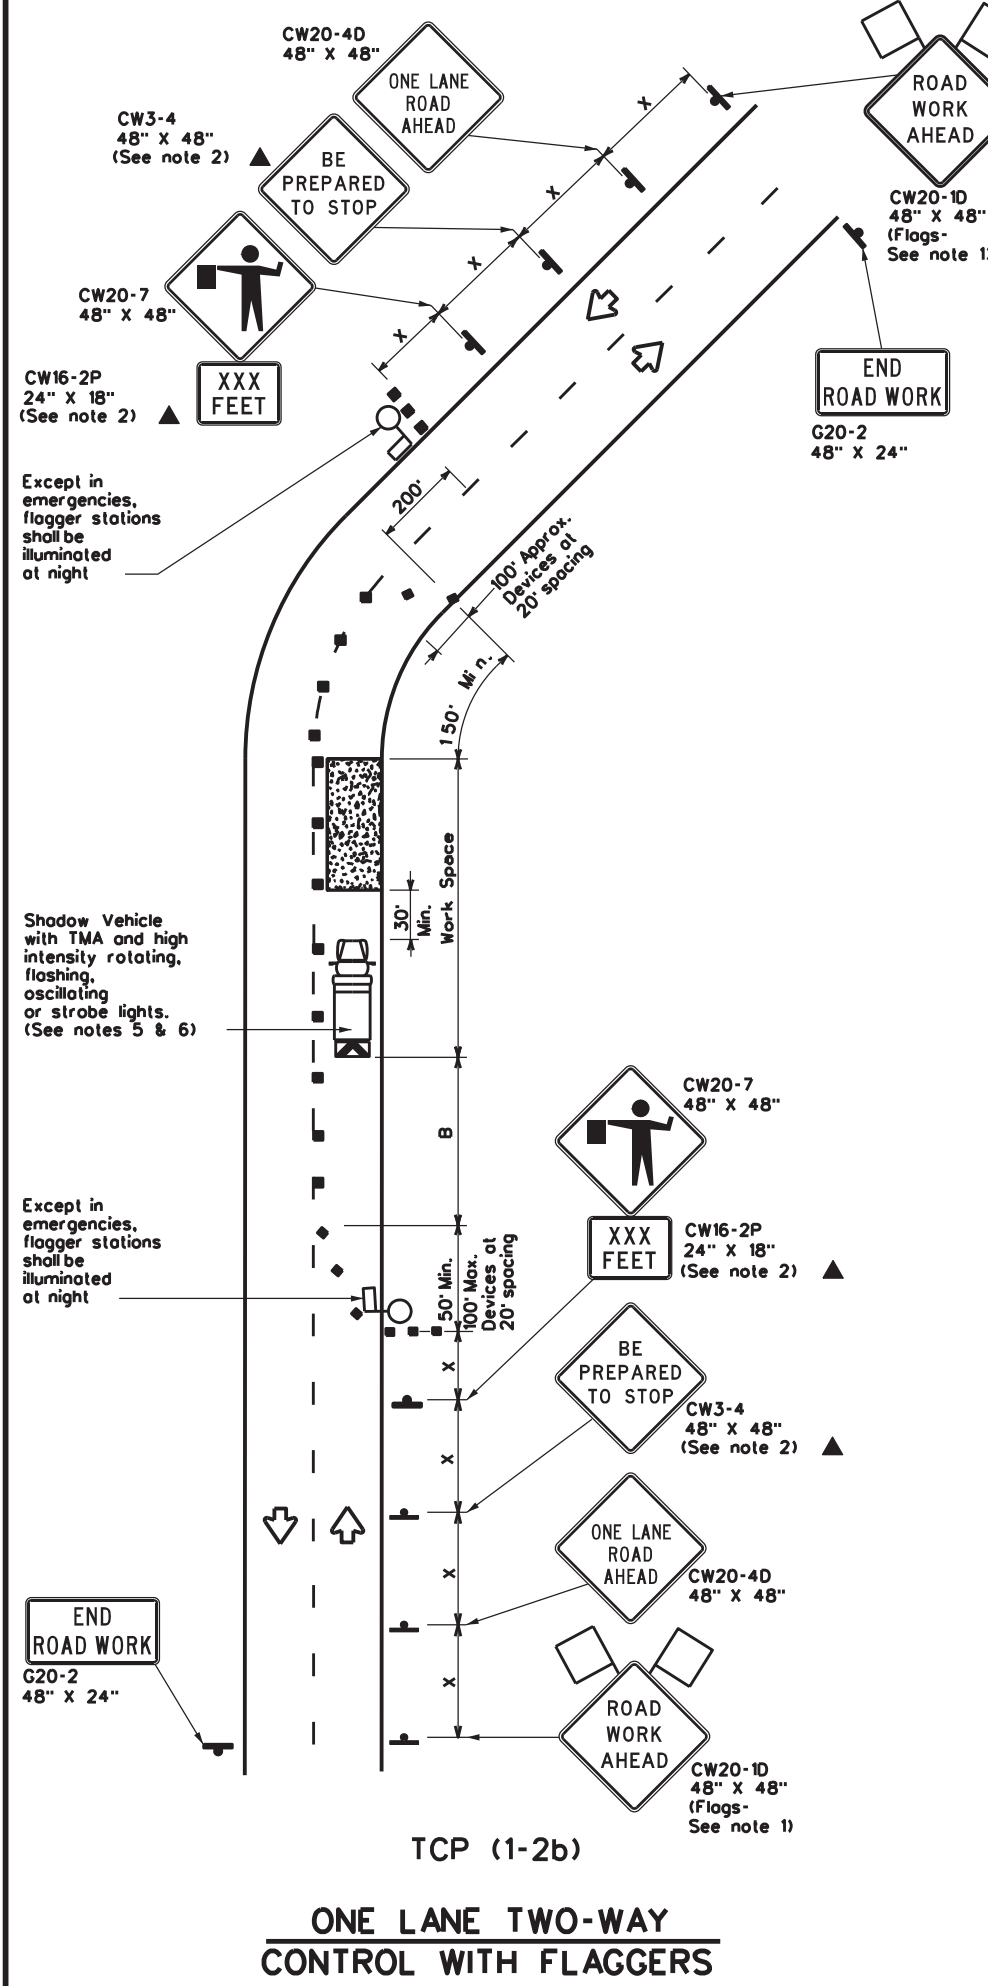 CW20-4D
48" X 48"
ONE LANE
ROAD
AHEAD
ROAD
WORK
AHEAD
CW3-4
48" X 48"
(See note 2)
BE
PREPARED
TO STOP
CW20-1D
48" X 48"
(Flags-
See note 1)
X
X
X
X
CW20-7
48" X 48"
XXX
FEET
CW16-2P
24" X 18"
(See note 2)
END
ROAD WORK
G20-2
48" X 24"
Except in
emergencies,
flagger stations
shall be
illuminated
at night
200'
100' Approx.
Devices at
20' spacing
150' Min.
Work Space
30'
Min.
Shadow Vehicle
with TMA and high
intensity rotating,
flashing,
oscillating
or strobe lights.
(See notes 5 & 6)
B
CW20-7
48" X 48"
Except in
emergencies,
flagger stations
shall be
illuminated
at night
50' Min.
100' Max.
Devices at
20' spacing
XXX
FEET
CW16-2P
24" X 18"
(See note 2)
X
BE
PREPARED
TO STOP
CW3-4
48" X 48"
(See note 2)
X
ONE LANE
ROAD
AHEAD
CW20-4D
48" X 48"
X
END
ROAD WORK
G20-2
48" X 24"
X
ROAD
WORK
AHEAD
CW20-1D
48" X 48"
(Flags-
See note 1)
TCP (1-2b)
ONE LANE TWO-WAY
CONTROL WITH FLAGGERS